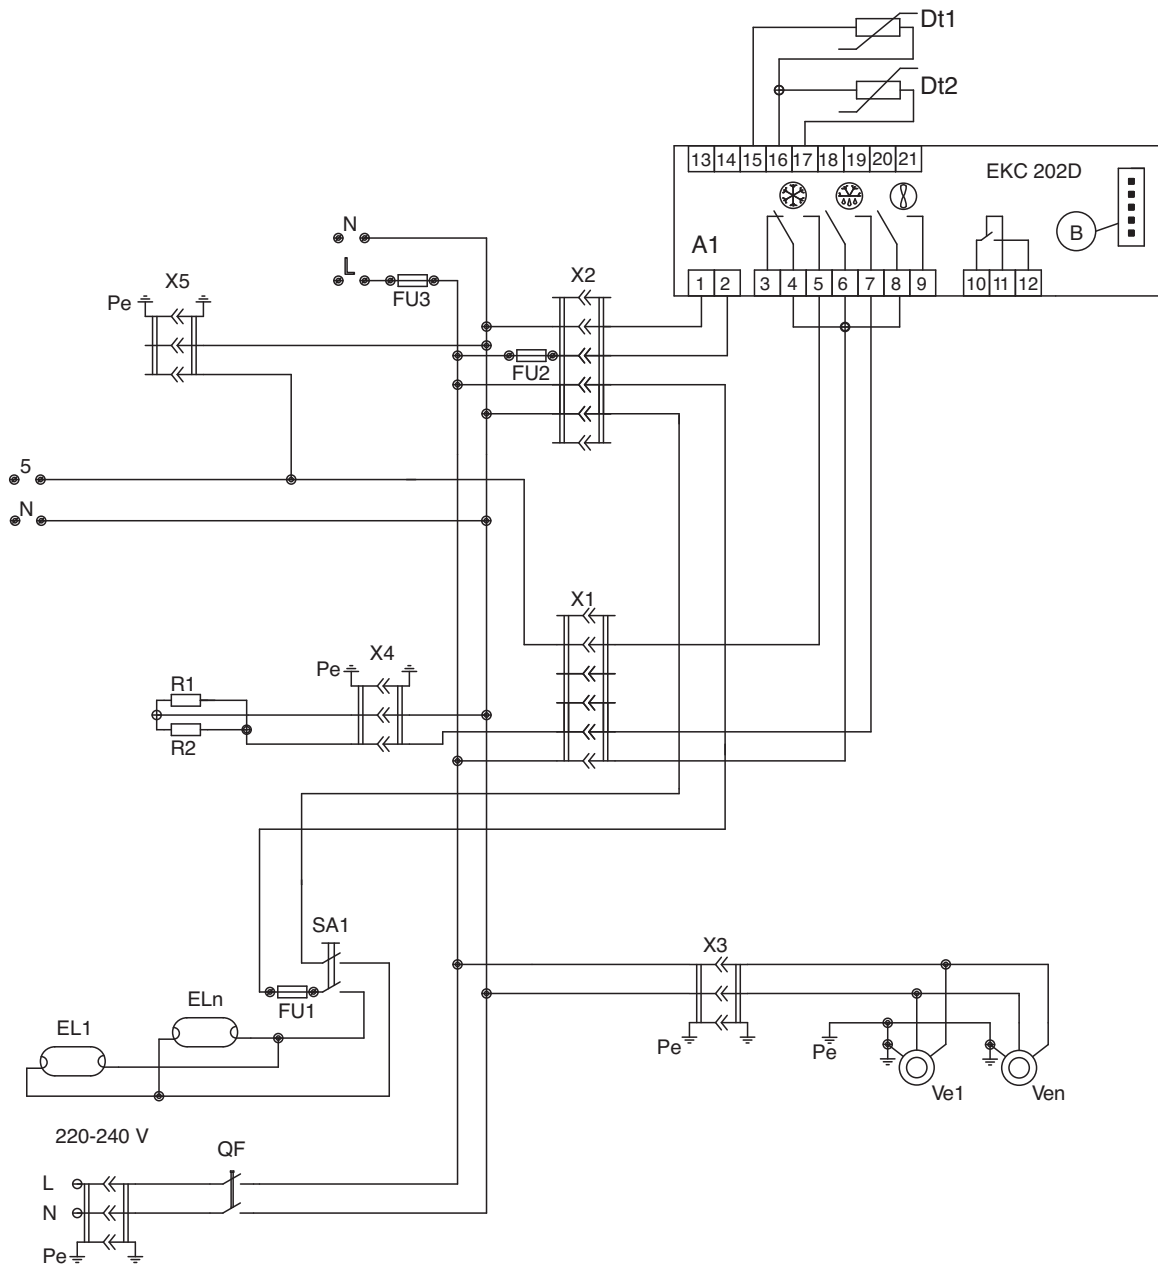 Dt1
Dt2
13 14 15 16 17 18 19 20 21
EKC 202D
B
A1
1 2 3 4 5 6 7 8 9 10 11 12
N
L
FU3
X5
Pe
X2
FU2
5
N
X1
X4
Pe
R1
R2
SA1
FU1
ELn
EL1
X3
Pe
Pe
Ve1
Ven
220-240 V
QF
L
N
Pe